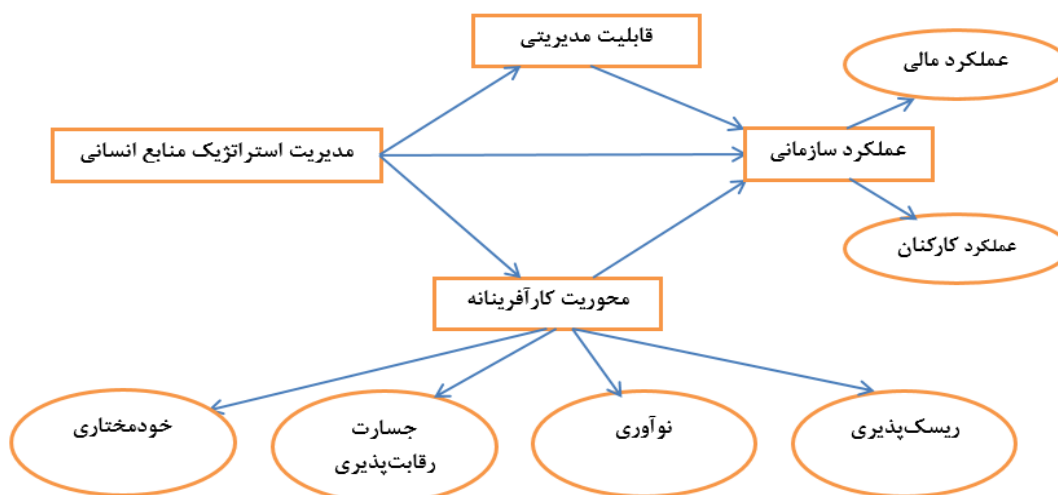 قابلیت مدیریتی
عملکرد مالی
مدیریت استراتژیک منابع انسانی
عملکرد سازمانی
عملکرد کارکنان
محوریت کارآفرینانه
ریسک‌پذیری
نوآوری
جسارت
رقابت‌پذیری
خودمختاری